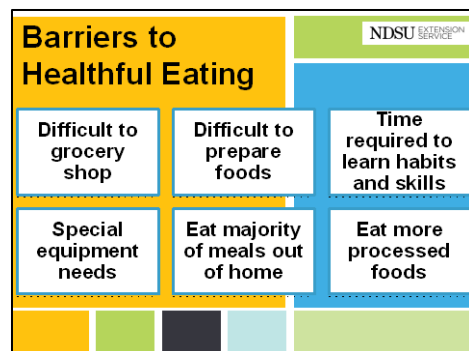 Barriers to
Healthful Eating
NDSU EXTENSION
SERVICE
Difficult to
grocery
shop
Difficult to
prepare
foods
Time
required to
learn habits
and skills
Special
equipment
needs
Eat majority
of meals out
of home
Eat more
processed
foods